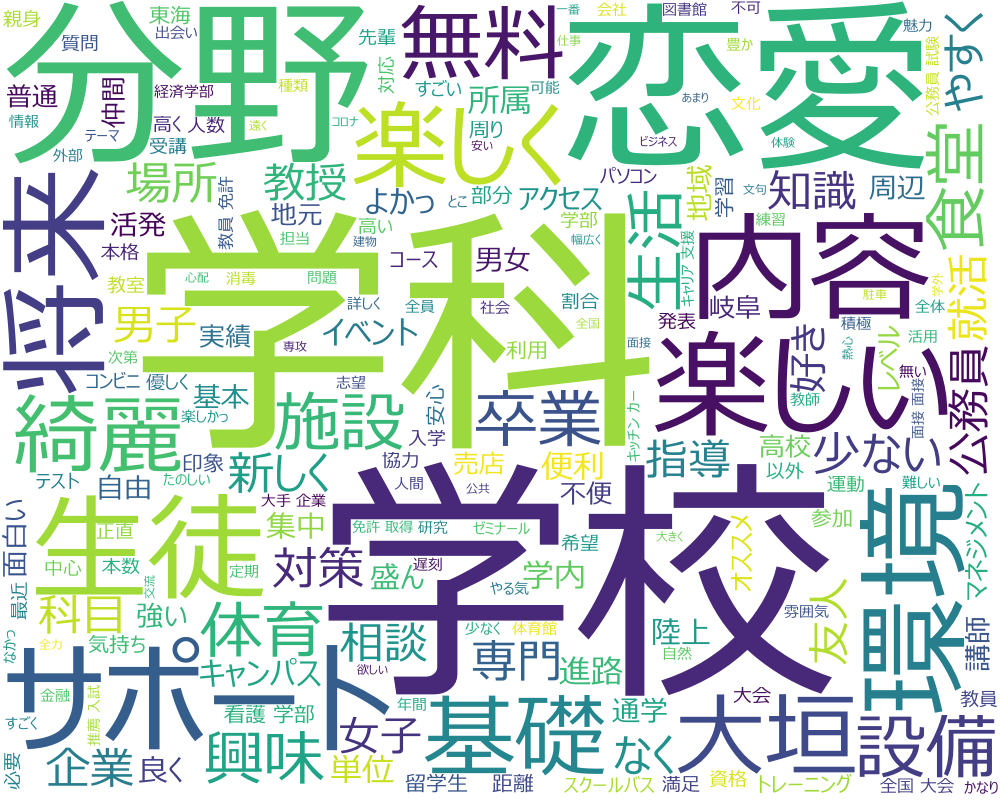 親身
東海
出会い
先輩
一番
会社
図書館
不可
魅力
分野
無料
恋愛
やすく
質問
対応
仕事
豊か
公務員 試験
普通
仲間
経済学部
すごい
種類
所属
可能
あまり
文化
情報
テーマ
高く
人数
遠く
コロナ
楽しく
周り
安い
ビジネス
体験
外部
受講
パソコン
食堂
将来
場所
教授
よかっ
部分
とこ
アクセス
地域
学習
文句
知識
周辺
活発
教員 免許
地元
担当
高い
学部
幅広く
生活
練習
本格
学科
建物
コース
男女
キャリア 支援
内容
学外
教室
心配
消毒
問題
詳しく
全員
社会
割合
岐阜
駐車
就活
男子
実績
イベント
利用
全国
発表
積極
全体
次第
専攻
面接
楽しい
好き
熱心
レベル
活用
コンビニ
優しく
基本
志望
安心
キッチン カー
教師
無い
公務員
綺麗
楽しかっ
施設
卒業
面接 面接
入学
指導
高校
少ない
印象
新しく
協力
売店
便利
以外
テスト
たのしい
自由
人間
公共
不便
運動
難しい
大手 企業
面白い
生徒
正直
集中
免許 取得
研究
ゼミナール
希望
大きく
オススメ
参加
環境
マネジメント
中心
本数
定期
対策
遅刻
学校
盛ん
やる気
学内
最近
交流
科目
強い
体育
相談
少なく
体育館
友人
雰囲気
なかっ
全力
気持ち
キャンパス
欲しい
専門
進路
陸上
自然
講師
サポート
金融
推薦 入試
看護 学部
年間
基礎
通学
大会
教員
すごく
女子
大垣
設備
必要
企業
良く
興味
単位
留学生
距離
なく
スクールバス
満足
資格
トレーニング
全国 大会
かなり